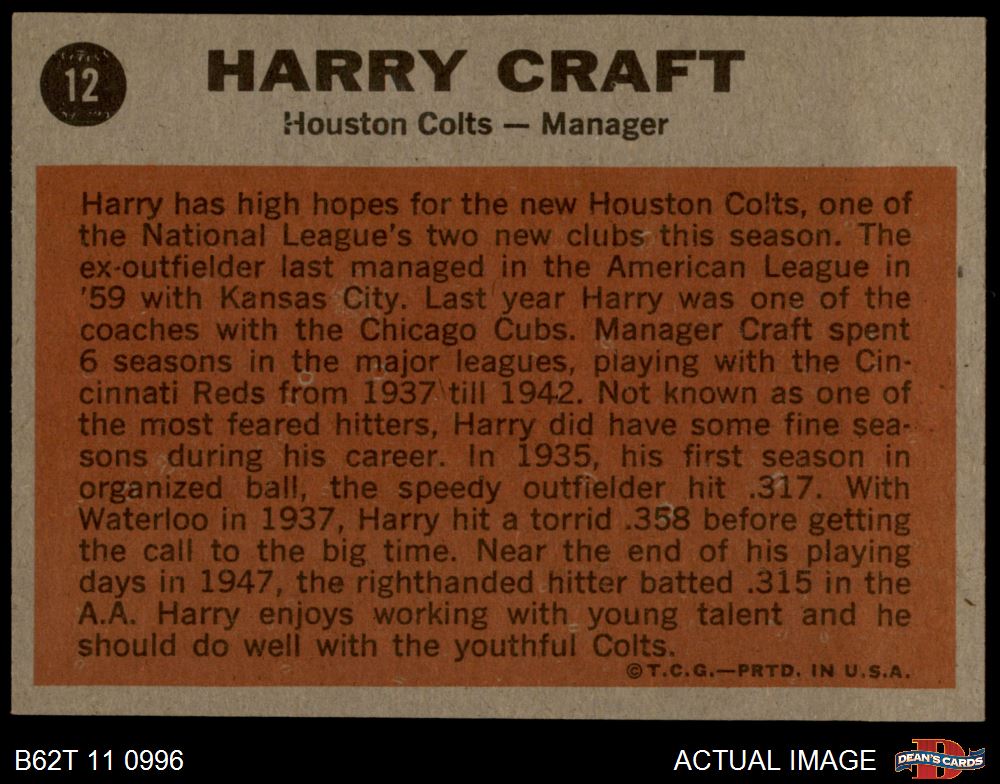 12
HARRY CRAFT
Houston Colts — Manager
Harry has high hopes for the new Houston Colts, one of
the National League's two new clubs this season. The
ex-outfielder last managed in the American League in
'59 with Kansas City. Last year Harry was one of the
coaches with the Chicago Cubs. Manager Craft spent
6 seasons in the major leagues, playing with the Cin-
cinnati Reds from 1937 till 1942. Not known as one of
the most feared hitters, Harry did have some fine sea-
sons during his career. In 1935, his first season in
organized ball, the speedy outfielder hit .317. With
Waterloo in 1937, Harry hit a torrid .358 before getting
the call to the big time. Near the end of his playing
days in 1947, the righthanded hitter batted .315 in the
A.A. Harry enjoys working with young talent and he
should do well with the youthful Colts.
©T.C.G.—PRTD. IN U.S.A.
B62T 11 0996
ACTUAL IMAGE
D
DEAN'S CARDS